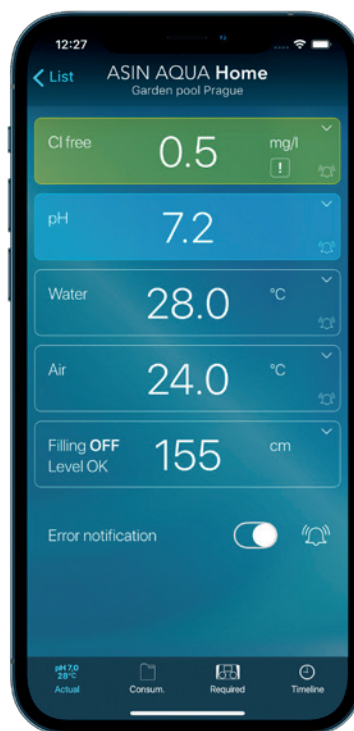 12:27
List
ASIN AQUA Home
Garden pool Prague
Cl free
0.5
mg/l
!
pH
7.2
Water
28.0
°C
Air
24.0
°C
Filling OFF
Level OK
155
cm
Error notification
pH 7,0
28°C
Actual
Consum.
Required
Timeline